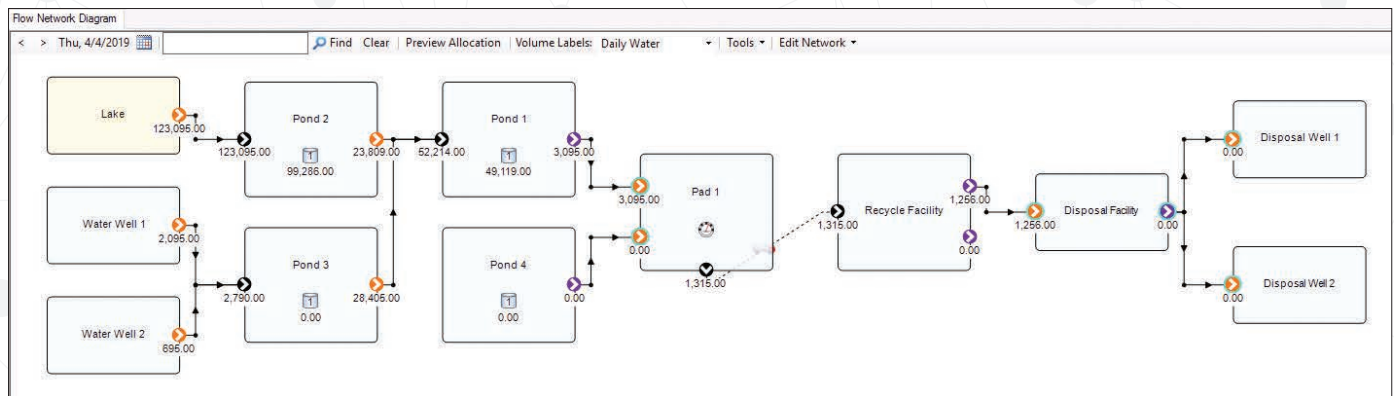 Flow Network Diagram
< > Thu, 4/4/2019 Find Clear Preview Allocation Volume Labels: Daily Water Tools Edit Network
Lake
123,095.00
Pond 2
123,095.00
23,809.00
99,286.00
Pond 1
52,214.00
3,095.00
49,119.00
Water Well 1
2,095.00
Water Well 2
695.00
Pond 3
2,790.00
28,405.00
0.00
Pond 4
0.00
0.00
Pad 1
3,095.00
0.00
1,315.00
Recycle Facility
1,315.00
1,256.00
0.00
Disposal Facility
1,256.00
0.00
Disposal Well 1
0.00
Disposal Well 2
0.00